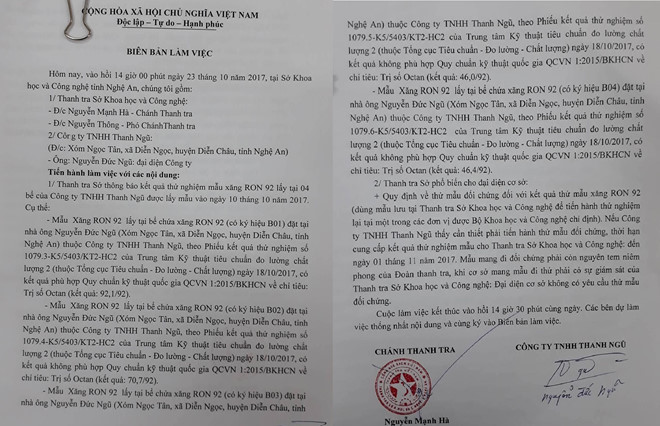 CỘNG HÒA XÃ HỘI CHỦ NGHĨA VIỆT NAM
Độc lập – Tự do – Hạnh phúc
BIÊN BẢN LÀM VIỆC
Hôm nay, vào hồi 14 giờ 00 phút ngày 23 tháng 10 năm 2017, tại Sở Khoa
học và Công nghệ tỉnh Nghệ An, chúng tôi gồm:
1/ Thanh tra Sở Khoa học và Công nghệ:
- Đ/c Nguyễn Mạnh Hà - Chánh Thanh tra
- Đ/c Nguyễn Thông - Phó ChánhThanh tra
2/ Công ty TNHH Thanh Ngũ:
(Đ/c: Xóm Ngọc Tân, xã Diễn Ngọc, huyện Diễn Châu, tỉnh Nghệ An)
- Ông: Nguyễn Đức Ngũ: đại diện Công ty
Tiến hành làm việc với các nội dung:
1/ Thanh tra Sở thông báo kết quả thử nghiệm mẫu xăng RON 92 lấy tại 04
bể của Công ty TNHH Thanh Ngũ được lấy mẫu vào ngày 10 tháng 10 năm 2017.
Cụ thể:
- Mẫu Xăng RON 92 lấy tại bể chứa xăng RON 92 (có ký hiệu B01) đặt tại
nhà ông Nguyễn Đức Ngũ (Xóm Ngọc Tân, xã Diễn Ngọc, huyện Diễn Châu, tỉnh
Nghệ An) thuộc Công ty TNHH Thanh Ngũ, theo Phiếu kết quả thử nghiệm số
1079.3-K5/5403/KT2-HC2 của Trung tâm Kỹ thuật tiêu chuẩn đo lường chất
lượng 2 (thuộc Tổng cục Tiêu chuẩn - Đo lường - Chất lượng) ngày 18/10/2017, có
kết quả phù hợp Quy chuẩn kỹ thuật quốc gia QCVN 1:2015/BKHCN về chỉ tiêu:
Trị số Octan (kết quả: 92,1/92)
- Mẫu Xăng RON 92 lấy tại bể chứa xăng RON 92 (có ký hiệu B02) đặt tại
nhà ông Nguyễn Đức Ngũ (Xóm Ngọc Tân, xã Diễn Ngọc, huyện Diễn Châu, tỉnh
Nghệ An) thuộc Công ty TNHH Thanh Ngũ, theo Phiếu kết quả thử nghiệm số
1079.4-K5/5403/KT2-HC2 của Trung tâm Kỹ thuật tiêu chuẩn đo lường chất
lượng 2 (thuộc Tổng cục Tiêu chuẩn - Đo lường - Chất lượng) ngày 18/10/2017, có
kết quả không phù hợp Quy chuẩn kỹ thuật quốc gia QCVN 1:2015/BKHCN về
chỉ tiêu: Trị số Octan (kết quả: 70,7/92)
- Mẫu Xăng RON 92 lấy tại bể chứa xăng RON 92 (có ký hiệu B03) đặt tại
nhà ông Nguyễn Đức Ngũ (Xóm Ngọc Tân, xã Diễn Ngọc, huyện Diễn Châu, tỉnh
Nghệ An) thuộc Công ty TNHH Thanh Ngũ, theo Phiếu kết quả thử nghiệm số
1079.5-K5/5403/KT2-HC2 của Trung tâm Kỹ thuật tiêu chuẩn đo lường chất
lượng 2 (thuộc Tổng cục Tiêu chuẩn - Đo lường - Chất lượng) ngày 18/10/2017, có
kết quả không phù hợp Quy chuẩn kỹ thuật quốc gia QCVN 1:2015/BKHCN về
chỉ tiêu: Trị số Octan (kết quả: 46,0/92).
- Mẫu Xăng RON 92 lấy tại bể chứa xăng RON 92 (có ký hiệu B04) đặt tại
nhà ông Nguyễn Đức Ngũ (Xóm Ngọc Tân, xã Diễn Ngọc, huyện Diễn Châu, tỉnh
Nghệ An) thuộc Công ty TNHH Thanh Ngũ, theo Phiếu kết quả thử nghiệm số
1079.6-K5/5403/KT2-HC2 của Trung tâm Kỹ thuật tiêu chuẩn đo lường chất
lượng 2 (thuộc Tổng cục Tiêu chuẩn - Đo lường - Chất lượng) ngày 18/10/2017, có
kết quả không phù hợp Quy chuẩn kỹ thuật quốc gia QCVN 1:2015/BKHCN về
chỉ tiêu: Trị số Octan (kết quả: 46,4/92).
2/ Thanh tra Sở phổ biến cho đại diện cơ sở:
+ Quy định về thử mẫu đối chứng đối với kết quả thử mẫu xăng RON 92
(dùng mẫu lưu tại Thanh tra Sở Khoa học và Công nghệ để tiến hành thử nghiệm
lại tại một trong các đơn vị được Bộ Khoa học và Công nghệ chỉ định). Nếu Công
ty TNHH Thanh Ngũ thấy cần thiết phải tiến hành thử mẫu đối chứng, thời hạn
cung cấp kết quả thử nghiệm mẫu cho Thanh tra Sở Khoa học và Công nghệ: đến
ngày 01 tháng 11 năm 2017. Mẫu mang đi đối chứng phải còn nguyên tem niêm
phong của Đoàn thanh tra, khi cơ sở mang mẫu đi thử phải có sự giám sát của
Thanh tra Sở Khoa học và Công nghệ; Đại diện cơ sở không có yêu cầu thử mẫu
đối chứng.
Cuộc làm việc kết thúc vào hồi 14 giờ 30 phút cùng ngày. Các bên dự làm
việc thống nhất nội dung và cùng ký vào Biên bản làm việc.
CHÁNH THANH TRA
CÔNG TY TNHH THANH NGŨ
Nguyễn Mạnh Hà
Nguyễn Đức Ngũ